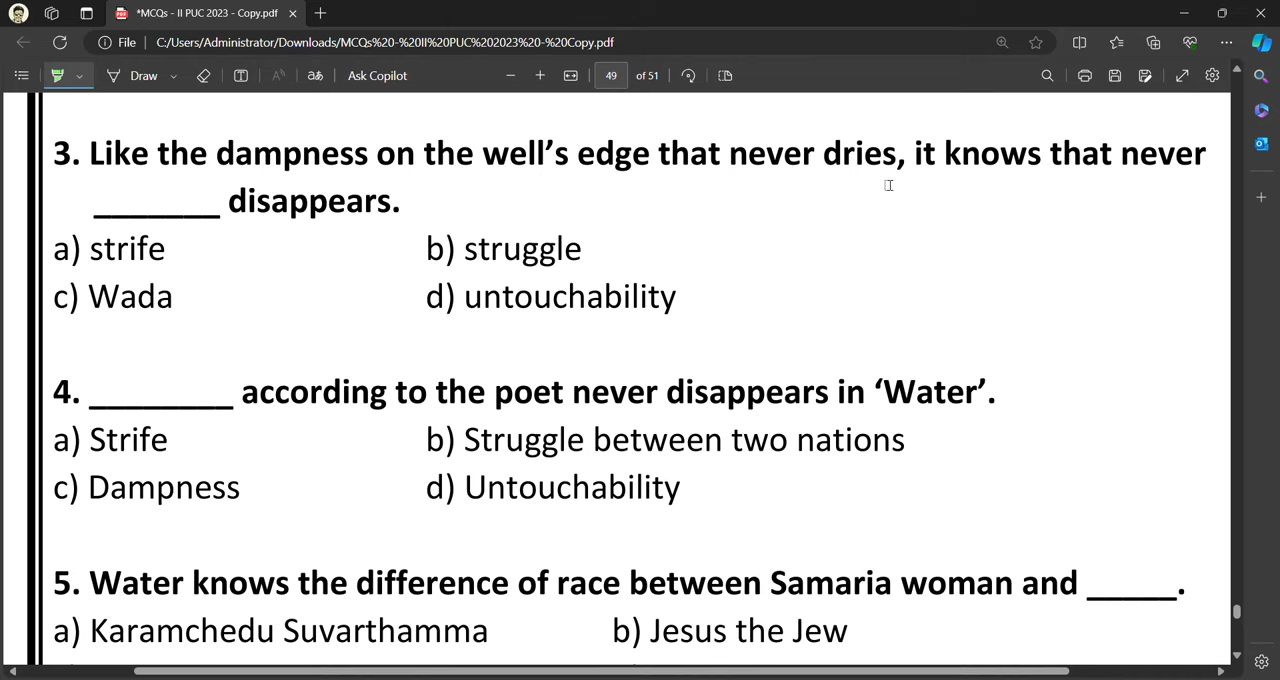 *MCQs - II PUC 2023 - Copy.pdf
File C:/Users/Administrator/Downloads/MCQs%20-%20II%20PUC%202023%20-%20Copy.pdf
Draw Ask Copilot 49 of 51
3. Like the dampness on the well’s edge that never dries, it knows that never
_______ disappears.
a) strife b) struggle
c) Wada d) untouchability
4. ________ according to the poet never disappears in ‘Water’.
a) Strife b) Struggle between two nations
c) Dampness d) Untouchability
5. Water knows the difference of race between Samaria woman and _____.
a) Karamchedu Suvarthamma b) Jesus the Jew